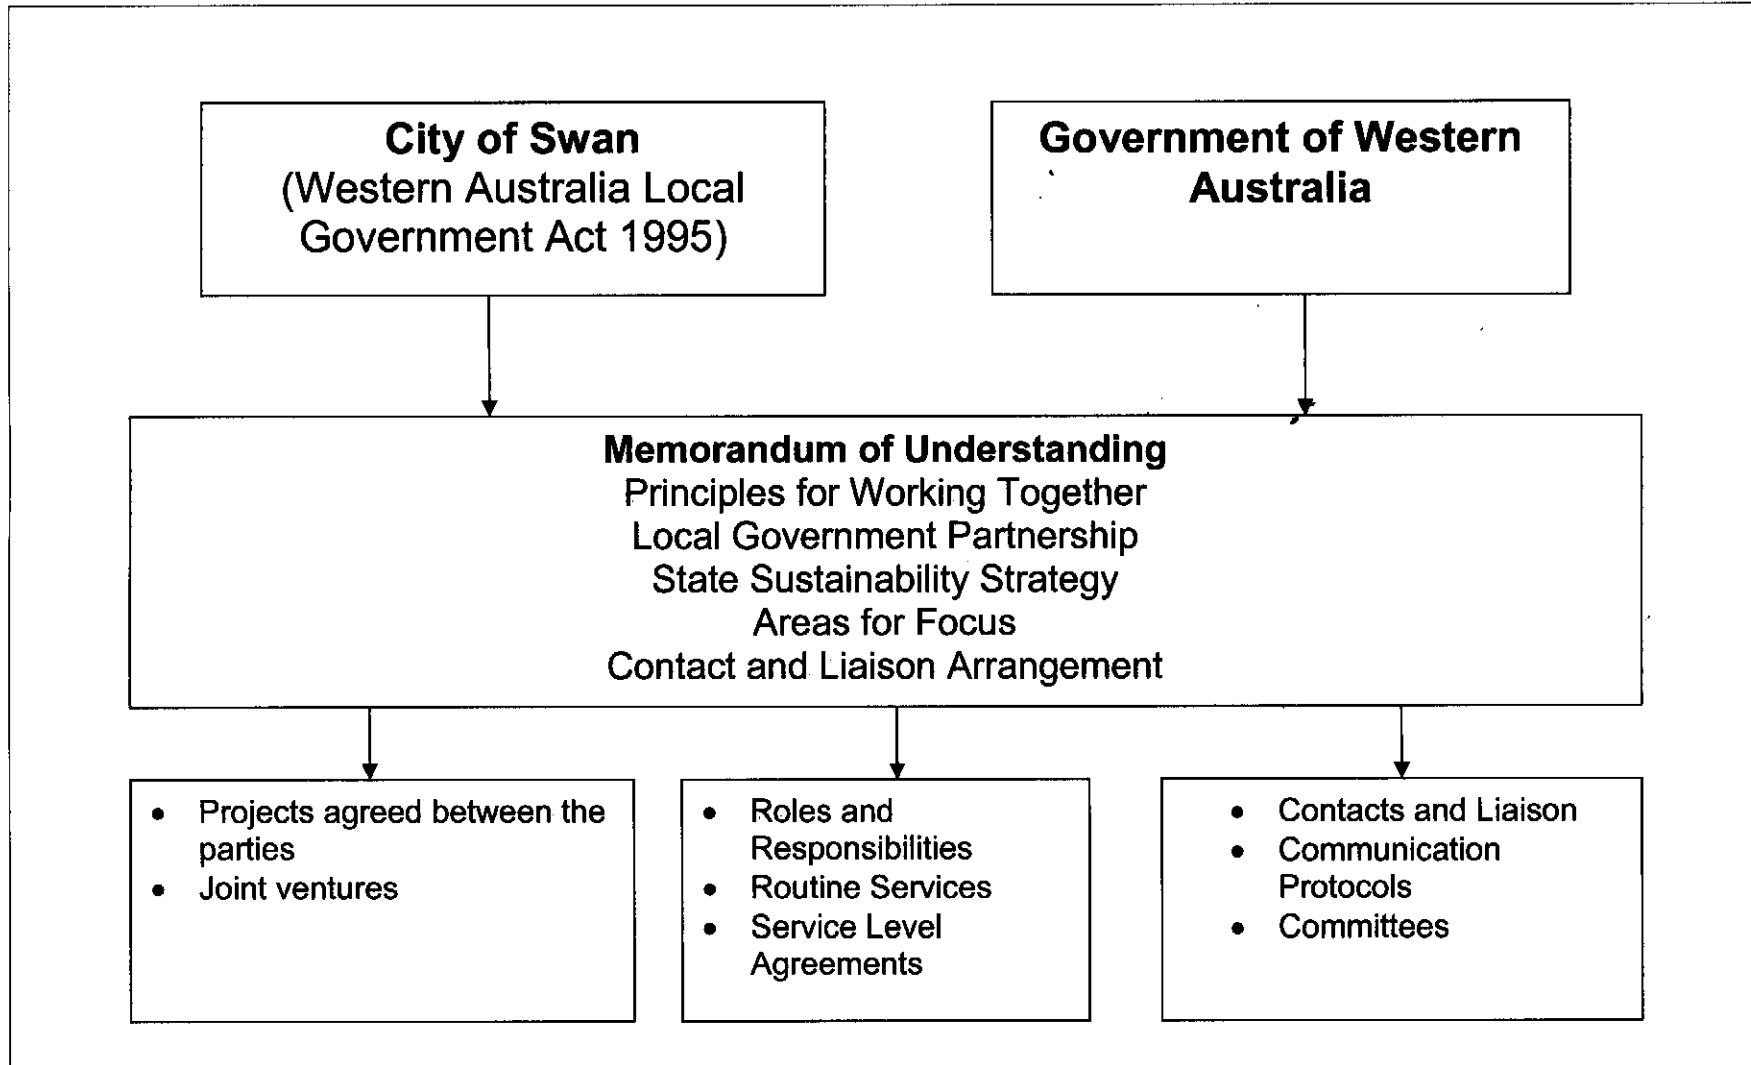 City of Swan
(Western Australia Local
Government Act 1995)
Government of Western
Australia
Memorandum of Understanding
Principles for Working Together
Local Government Partnership
State Sustainability Strategy
Areas for Focus
Contact and Liaison Arrangement
• Projects agreed between the
parties
• Joint ventures
• Roles and
Responsibilities
• Routine Services
• Service Level
Agreements
• Contacts and Liaison
• Communication
Protocols
• Committees